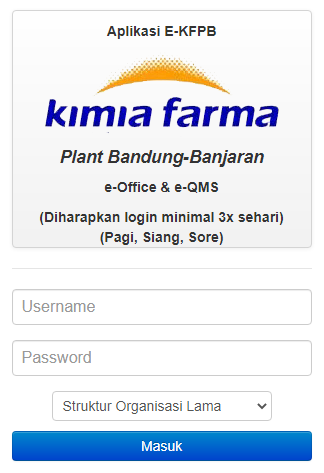 Aplikasi E-KFPB
kimia farma
Plant Bandung-Banjaran
e-Office & e-QMS
(Diharapkan login minimal 3x sehari)
(Pagi, Siang, Sore)
Username
Password
Struktur Organisasi Lama
Masuk